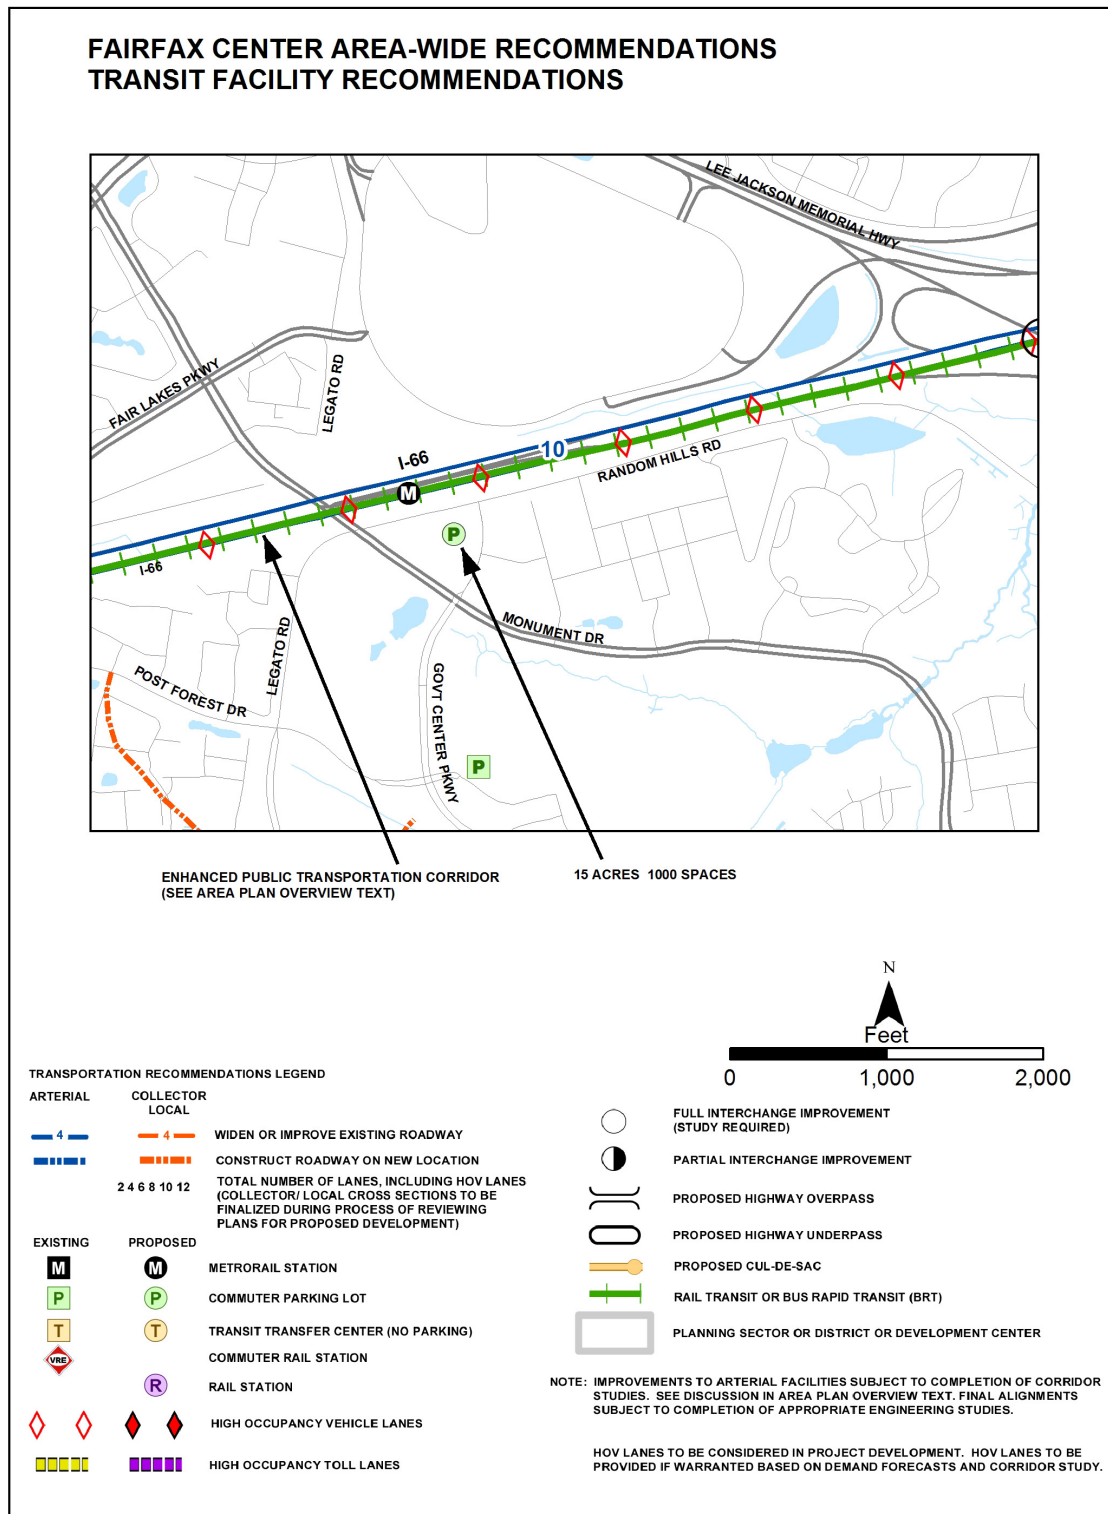 FAIRFAX CENTER AREA-WIDE RECOMMENDATIONS
TRANSIT FACILITY RECOMMENDATIONS
LEE JACKSON MEMORIAL HWY
FAIR LAKES PKWY
LEGATO RD
I-66
10
RANDOM HILLS RD
M
P
I-66
MONUMENT DR
LEGATO RD
POST FOREST DR
GOVT CENTER PKWY
P
ENHANCED PUBLIC TRANSPORTATION CORRIDOR
(SEE AREA PLAN OVERVIEW TEXT)
15 ACRES 1000 SPACES
N
Feet
0 1,000 2,000
TRANSPORTATION RECOMMENDATIONS LEGEND
ARTERIAL COLLECTOR
LOCAL
4 4 WIDEN OR IMPROVE EXISTING ROADWAY
CONSTRUCT ROADWAY ON NEW LOCATION
2 4 6 8 10 12 TOTAL NUMBER OF LANES, INCLUDING HOV LANES
(COLLECTOR/ LOCAL CROSS SECTIONS TO BE
FINALIZED DURING PROCESS OF REVIEWING
PLANS FOR PROPOSED DEVELOPMENT)
EXISTING PROPOSED
M M METRORAIL STATION
P P COMMUTER PARKING LOT
T T TRANSIT TRANSFER CENTER (NO PARKING)
VRE COMMUTER RAIL STATION
R RAIL STATION
HIGH OCCUPANCY VEHICLE LANES
HIGH OCCUPANCY TOLL LANES
FULL INTERCHANGE IMPROVEMENT
(STUDY REQUIRED)
PARTIAL INTERCHANGE IMPROVEMENT
PROPOSED HIGHWAY OVERPASS
PROPOSED HIGHWAY UNDERPASS
PROPOSED CUL-DE-SAC
RAIL TRANSIT OR BUS RAPID TRANSIT (BRT)
PLANNING SECTOR OR DISTRICT OR DEVELOPMENT CENTER
NOTE: IMPROVEMENTS TO ARTERIAL FACILITIES SUBJECT TO COMPLETION OF CORRIDOR
STUDIES. SEE DISCUSSION IN AREA PLAN OVERVIEW TEXT. FINAL ALIGNMENTS
SUBJECT TO COMPLETION OF APPROPRIATE ENGINEERING STUDIES.
HOV LANES TO BE CONSIDERED IN PROJECT DEVELOPMENT. HOV LANES TO BE
PROVIDED IF WARRANTED BASED ON DEMAND FORECASTS AND CORRIDOR STUDY.